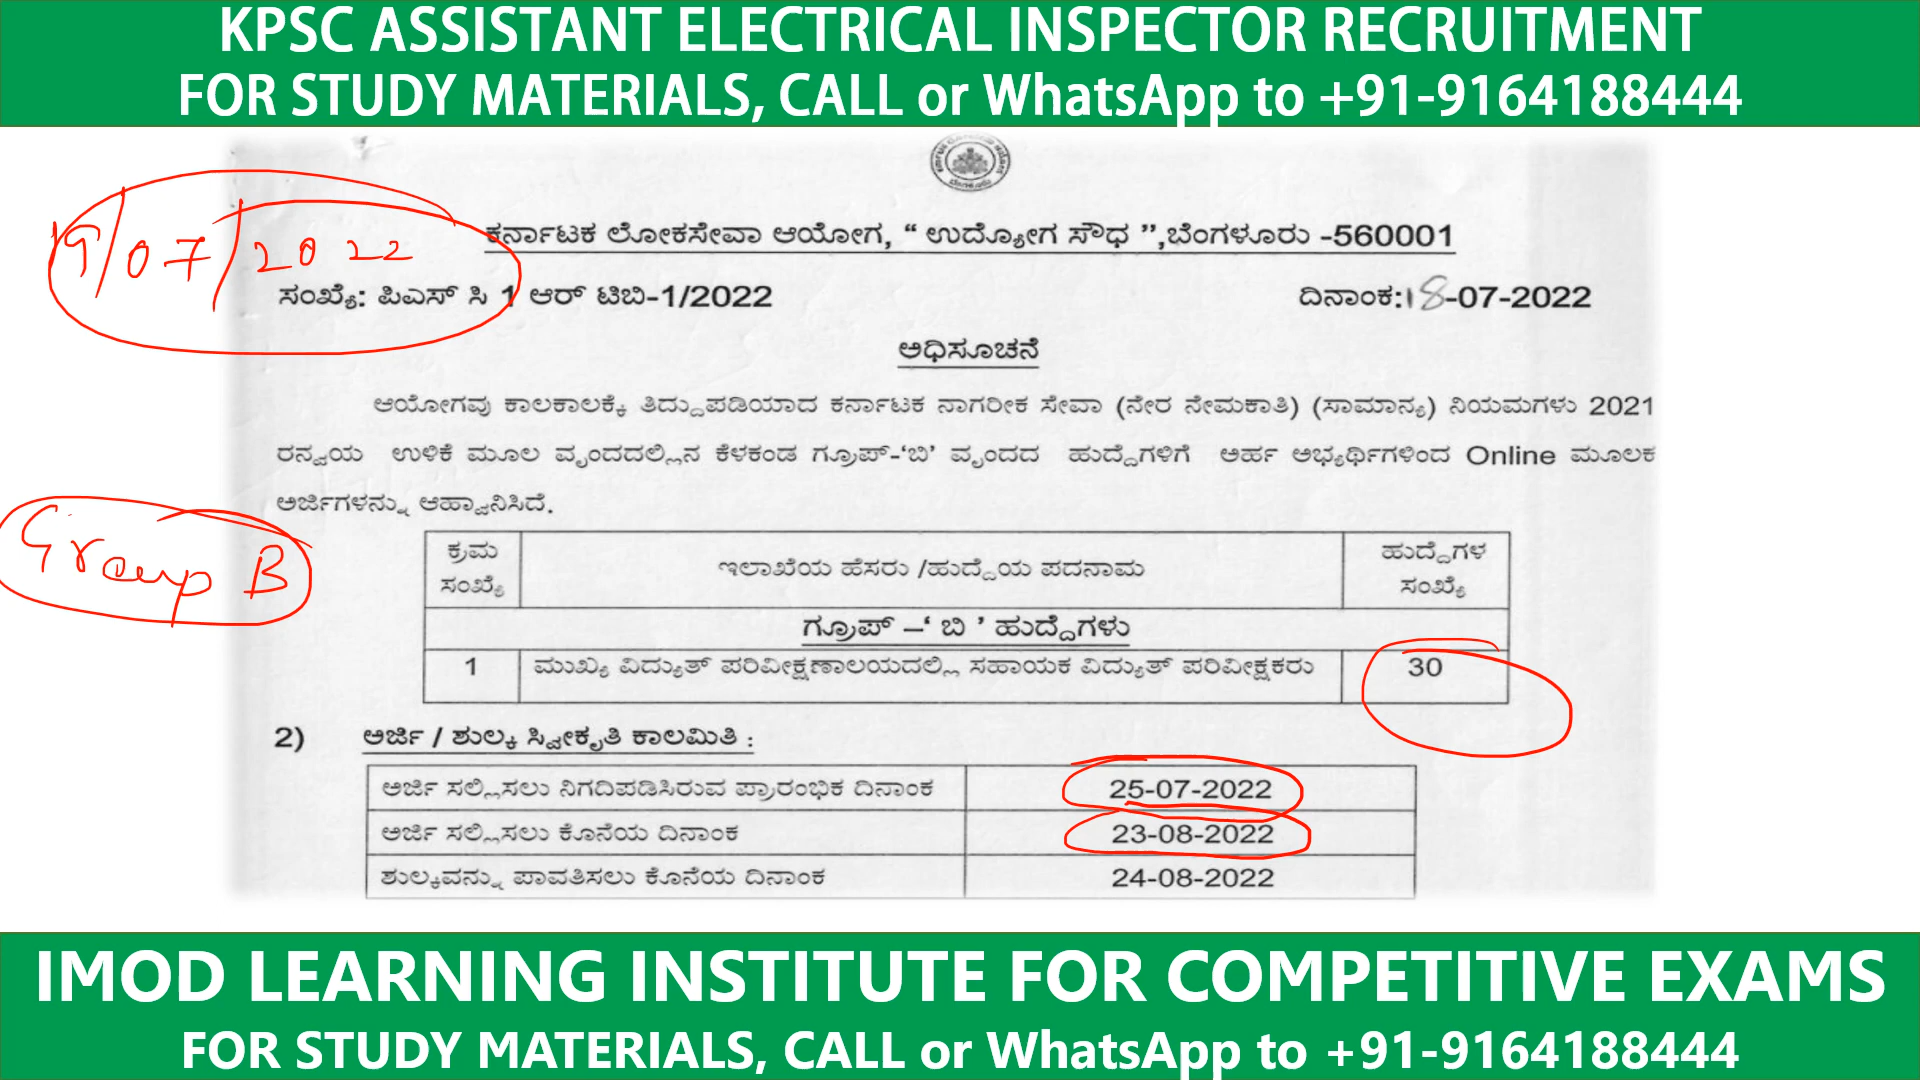 KPSC ASSISTANT ELECTRICAL INSPECTOR RECRUITMENT
FOR STUDY MATERIALS, CALL or WhatsApp to +91-9164188444
19/07/2022
ಕರ್ನಾಟಕ ಲೋಕಸೇವಾ ಆಯೋಗ, “ ಉದ್ಯೋಗ ಸೌಧ ”,ಬೆಂಗಳೂರು -560001
ಸಂಖ್ಯೆ: ಪಿಎಸ್ ಸಿ 1 ಆರ್ ಟಿಬಿ-1/2022 ದಿನಾಂಕ:18-07-2022
ಅಧಿಸೂಚನೆ
ಆಯೋಗವು ಕಾಲಕಾಲಕ್ಕೆ ತಿದ್ದುಪಡಿಯಾದ ಕರ್ನಾಟಕ ನಾಗರೀಕ ಸೇವಾ (ನೇರ ನೇಮಕಾತಿ) (ಸಾಮಾನ್ಯ) ನಿಯಮಗಳು 2021
ರನ್ವಯ ಉಳಿಕೆ ಮೂಲ ವೃಂದದಲ್ಲಿನ ಕೆಳಕಂಡ ಗ್ರೂಪ್-‘ಬಿ’ ವೃಂದದ ಹುದ್ದೆಗಳಿಗೆ ಅರ್ಹ ಅಭ್ಯರ್ಥಿಗಳಿಂದ Online ಮೂಲಕ
ಅರ್ಜಿಗಳನ್ನು ಆಹ್ವಾನಿಸಿದೆ.
Group B
ಕ್ರಮ ಸಂಖ್ಯೆ ಇಲಾಖೆಯ ಹೆಸರು /ಹುದ್ದೆಯ ಪದನಾಮ ಹುದ್ದೆಗಳ ಸಂಖ್ಯೆ
ಗ್ರೂಪ್ –‘ ಬಿ ’ ಹುದ್ದೆಗಳು
1 ಮುಖ್ಯ ವಿದ್ಯುತ್ ಪರಿವೀಕ್ಷಣಾಲಯದಲ್ಲಿ ಸಹಾಯಕ ವಿದ್ಯುತ್ ಪರಿವೀಕ್ಷಕರು 30
2) ಅರ್ಜಿ / ಶುಲ್ಕ ಸ್ವೀಕೃತಿ ಕಾಲಮಿತಿ :
ಅರ್ಜಿ ಸಲ್ಲಿಸಲು ನಿಗದಿಪಡಿಸಿರುವ ಪ್ರಾರಂಭಿಕ ದಿನಾಂಕ 25-07-2022
ಅರ್ಜಿ ಸಲ್ಲಿಸಲು ಕೊನೆಯ ದಿನಾಂಕ 23-08-2022
ಶುಲ್ಕವನ್ನು ಪಾವತಿಸಲು ಕೊನೆಯ ದಿನಾಂಕ 24-08-2022
IMOD LEARNING INSTITUTE FOR COMPETITIVE EXAMS
FOR STUDY MATERIALS, CALL or WhatsApp to +91-9164188444